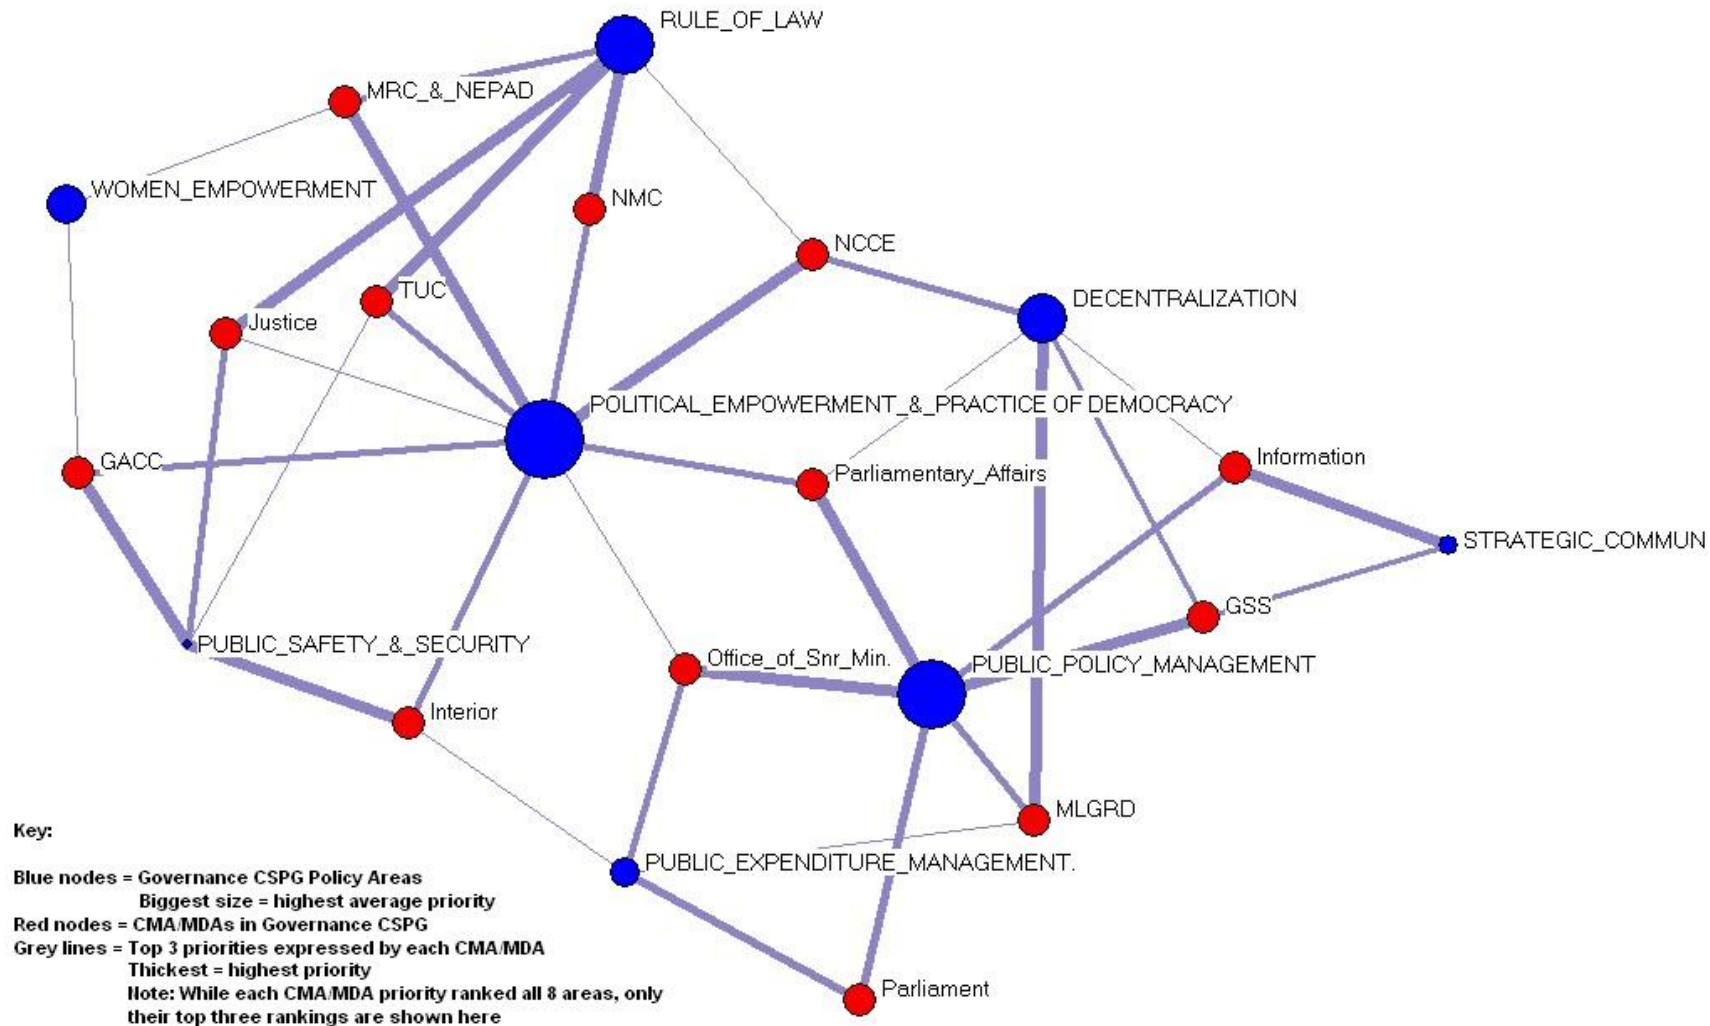 RULE_OF_LAW
MRC_&_NEPAD
WOMEN_EMPOWERMENT
NMC
NCCE
TUC
DECENTRALIZATION
Justice
POLITICAL_EMPOWERMENT_&_PRACTICE OF DEMOCRACY
GACC
Parliamentary_Affairs
Information
STRATEGIC_COMMUN
GSS
PUBLIC_SAFETY_&_SECURITY
Office_of_Snr_Min.
PUBLIC_POLICY_MANAGEMENT
Interior
MLGRD
PUBLIC_EXPENDITURE_MANAGEMENT.
Parliament
Key:
Blue nodes = Governance CSPG Policy Areas
Biggest size = highest average priority
Red nodes = CMA/MDAs in Governance CSPG
Grey lines = Top 3 priorities expressed by each CMA/MDA
Thickest = highest priority
Note: While each CMA/MDA priority ranked all 8 areas, only
their top three rankings are shown here